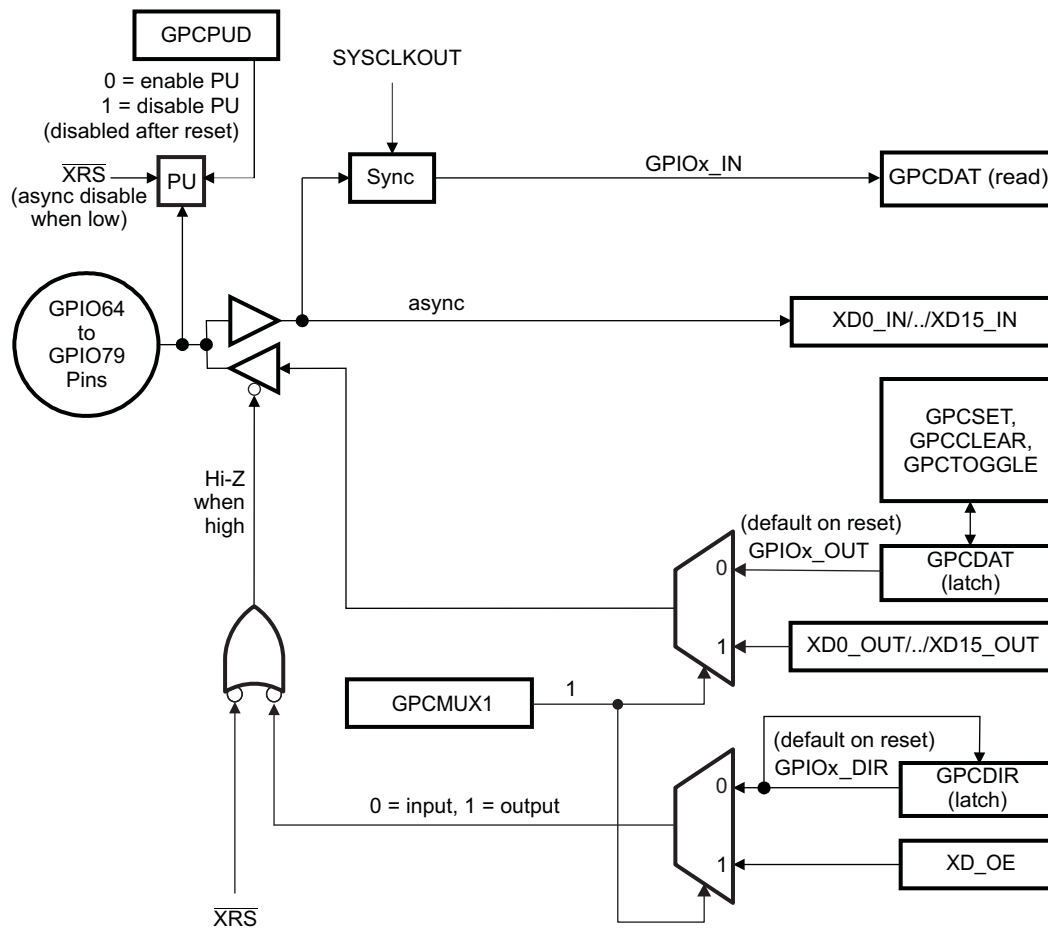 GPCPUD
0 = enable PU
1 = disable PU
(disabled after reset)
SYSCLKOUT
XRS
(async disable
when low)
PU
Sync
GPIOx_IN
GPCDAT (read)
GPIO64
to
GPIO79
Pins
async
XD0_IN/../XD15_IN
GPCSET,
GPCCLEAR,
GPCTOGGLE
Hi-Z
when
high
(default on reset)
GPIOx_OUT
0
GPCDAT
(latch)
1
XD0_OUT/../XD15_OUT
GPCMUX1
1
(default on reset)
GPIOx_DIR
0
GPCDIR
(latch)
0 = input, 1 = output
1
XD_OE
XRS